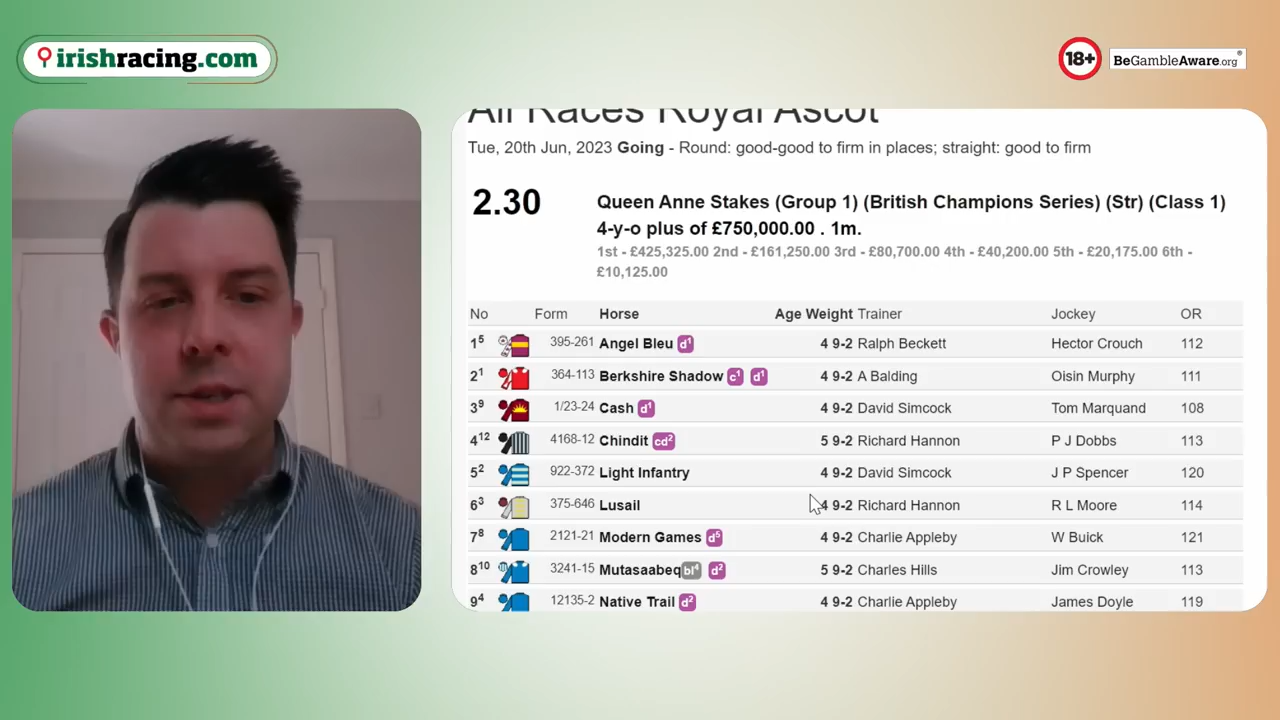 irishracing.com
18+
BeGambleAware.org®
All Races Royal Ascot
Tue, 20th Jun, 2023 Going - Round: good-good to firm in places; straight: good to firm
2.30
Queen Anne Stakes (Group 1) (British Champions Series) (Str) (Class 1)
4-y-o plus of £750,000.00 . 1m.
1st - £425,325.00 2nd - £161,250.00 3rd - £80,700.00 4th - £40,200.00 5th - £20,175.00 6th -
£10,125.00
No Form Horse Age Weight Trainer Jockey OR
1⁵ 395-261 Angel Bleu d¹ 4 9-2 Ralph Beckett Hector Crouch 112
2¹ 364-113 Berkshire Shadow c¹ d¹ 4 9-2 A Balding Oisin Murphy 111
3⁹ 1/23-24 Cash d¹ 4 9-2 David Simcock Tom Marquand 108
4¹² 4168-12 Chindit cd² 5 9-2 Richard Hannon P J Dobbs 113
5² 922-372 Light Infantry 4 9-2 David Simcock J P Spencer 120
6³ 375-646 Lusail 4 9-2 Richard Hannon R L Moore 114
7⁸ 2121-21 Modern Games d⁵ 4 9-2 Charlie Appleby W Buick 121
8¹⁰ 3241-15 Mutasaabeq bl⁴ d² 5 9-2 Charles Hills Jim Crowley 113
9⁴ 12135-2 Native Trail d² 4 9-2 Charlie Appleby James Doyle 119